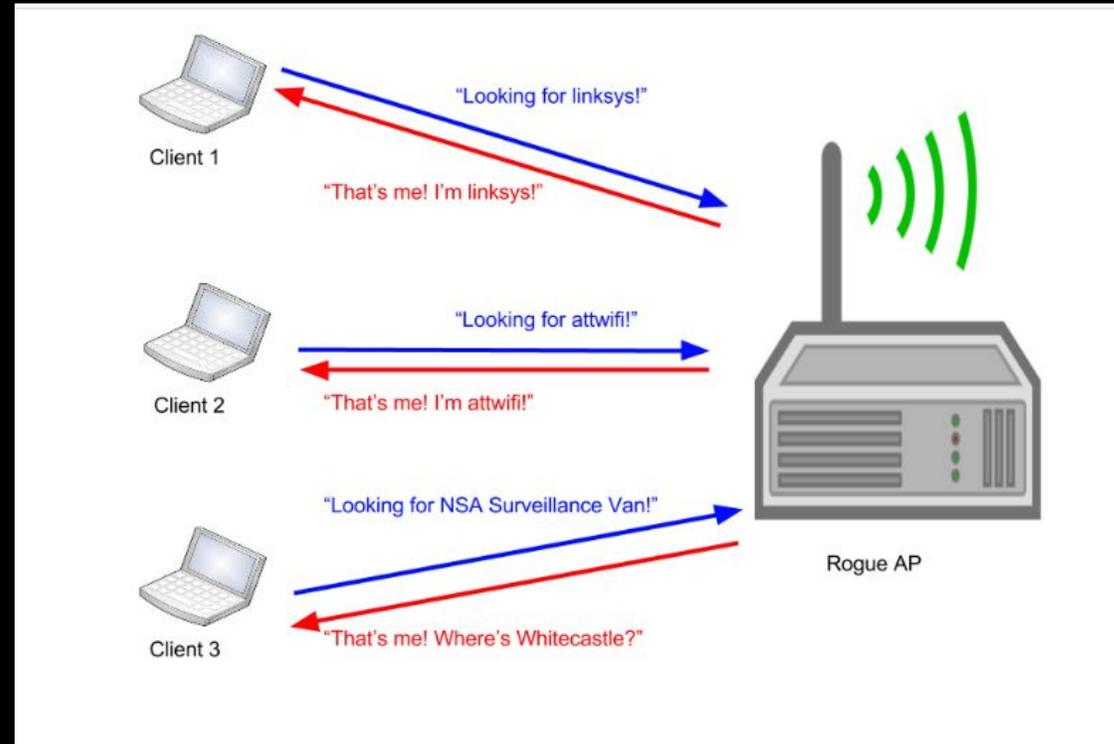 “Looking for linksys!”
Client 1
“That’s me! I’m linksys!”
“Looking for attwifi!”
Client 2
“That’s me! I’m attwifi!”
“Looking for NSA Surveillance Van!”
Rogue AP
Client 3
“That’s me! Where’s Whitecastle?”